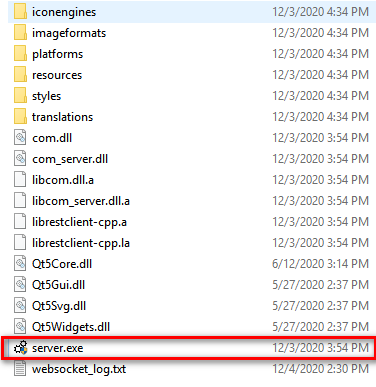 iconengines 12/3/2020 4:34 PM
imageformats 12/3/2020 4:34 PM
platforms 12/3/2020 4:34 PM
resources 12/3/2020 4:34 PM
styles 12/3/2020 4:34 PM
translations 12/3/2020 4:34 PM
com.dll 12/3/2020 3:54 PM
com_server.dll 12/3/2020 3:54 PM
libcom.dll.a 12/3/2020 3:54 PM
libcom_server.dll.a 12/3/2020 3:54 PM
librestclient-cpp.a 12/3/2020 3:54 PM
librestclient-cpp.la 12/3/2020 3:54 PM
Qt5Core.dll 6/12/2020 3:14 PM
Qt5Gui.dll 5/27/2020 2:37 PM
Qt5Svg.dll 5/27/2020 2:37 PM
Qt5Widgets.dll 5/27/2020 2:37 PM
server.exe 12/3/2020 3:54 PM
websocket_log.txt 12/4/2020 2:30 PM